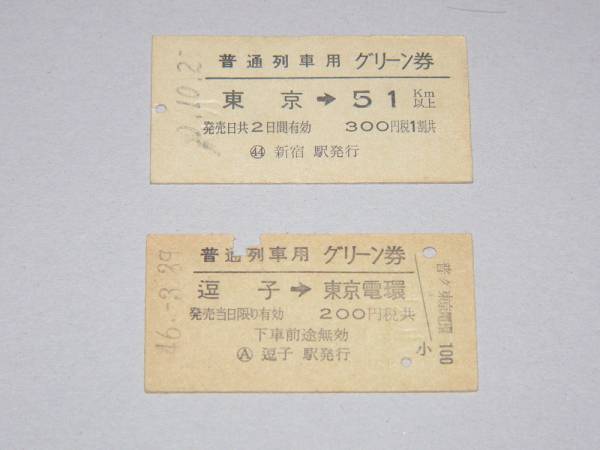 普通列車用 グリーン券
東京 → 51 Km以上
発売日共2日間有効 300円税1割共
㊹ 新宿 駅発行
普通列車用 グリーン券
逗子 → 東京電環
発売当日限り有効 200円税共
下車前途無効
Ⓐ 逗子 駅発行
46.-3.29
小 100